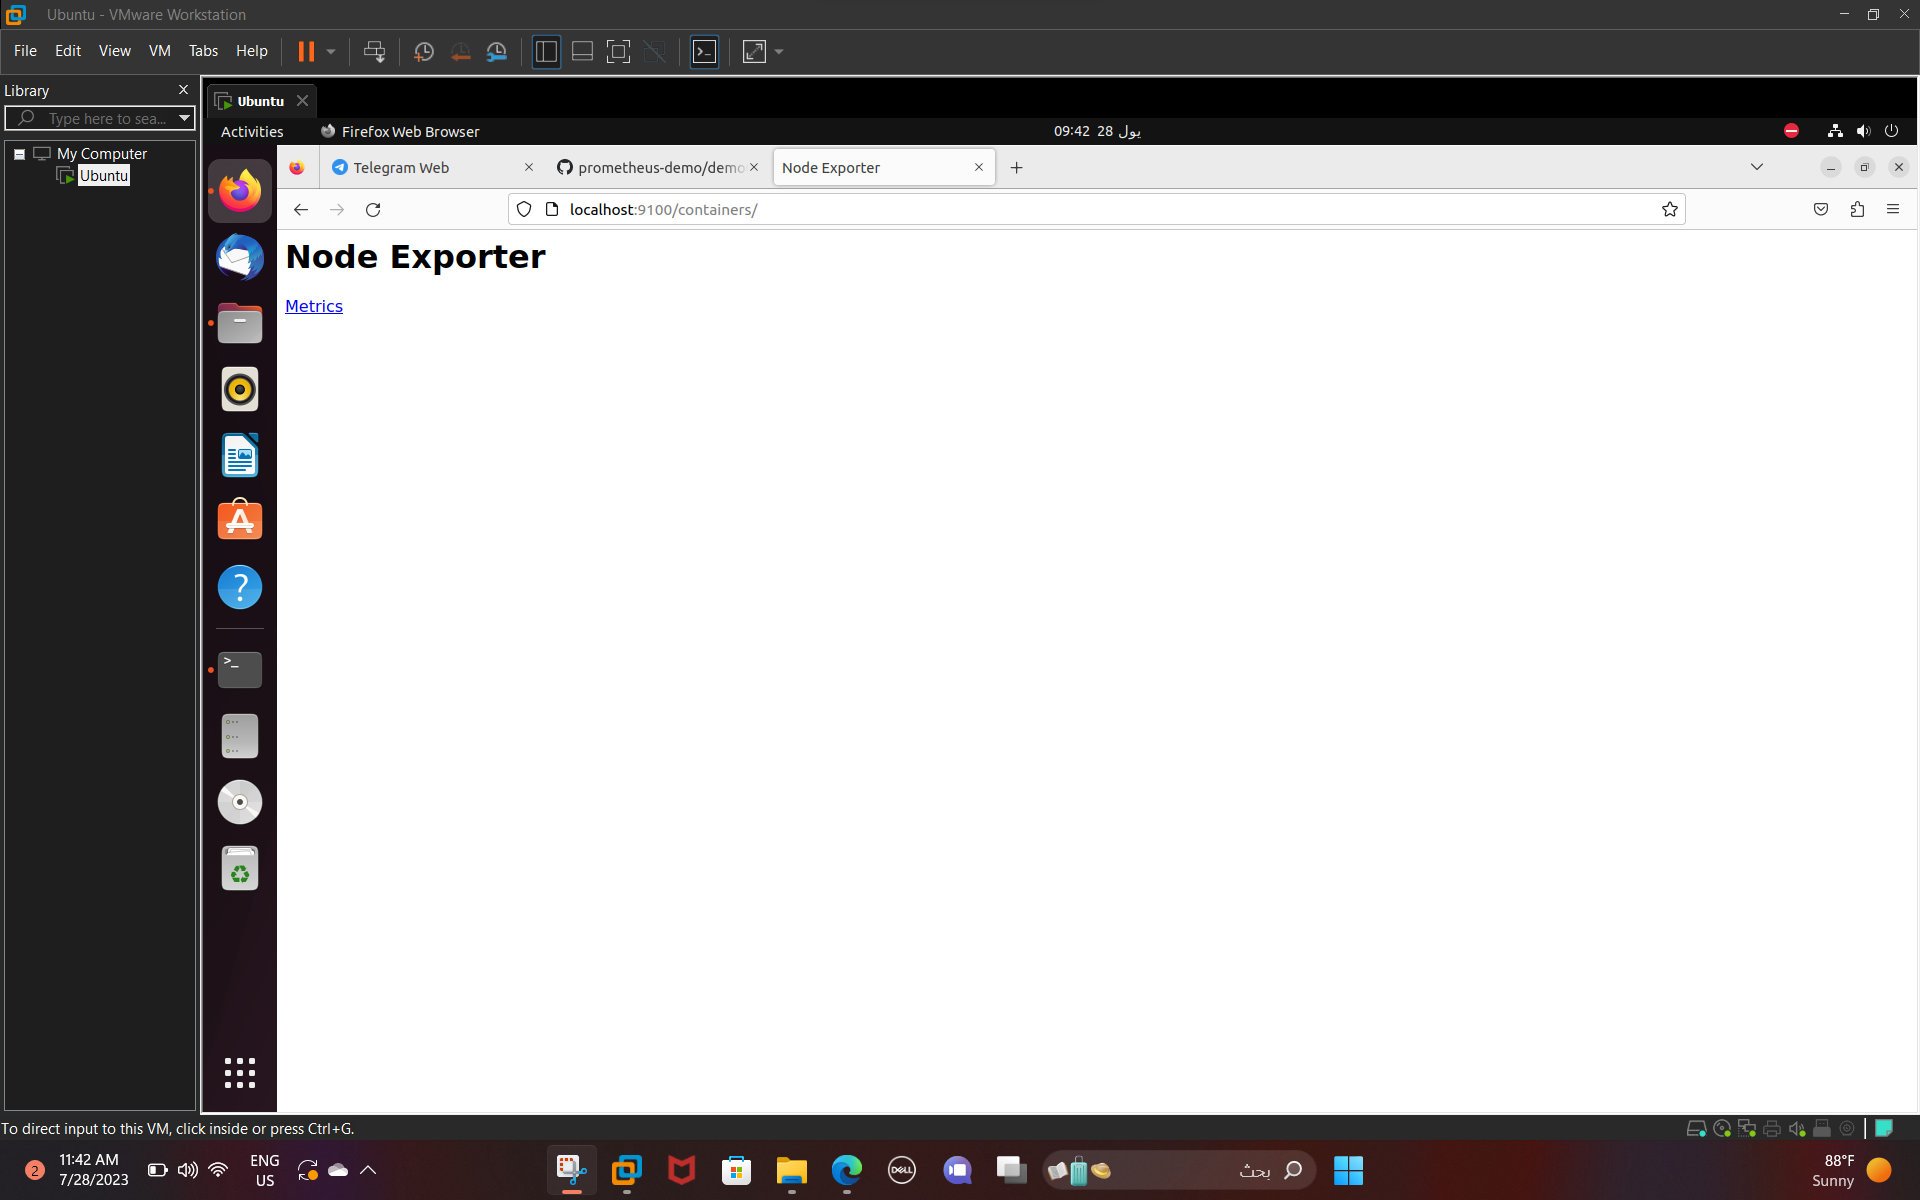 Ubuntu - VMware Workstation
File Edit View VM Tabs Help
Library
Type here to sea...
My Computer
Ubuntu
Ubuntu
Activities
Firefox Web Browser
09:42 28 يول
Telegram Web
prometheus-demo/demo
Node Exporter
localhost:9100/containers/
Node Exporter
Metrics
To direct input to this VM, click inside or press Ctrl+G.
2
11:42 AM
7/28/2023
ENG
US
DELL
بحث
88°F
Sunny